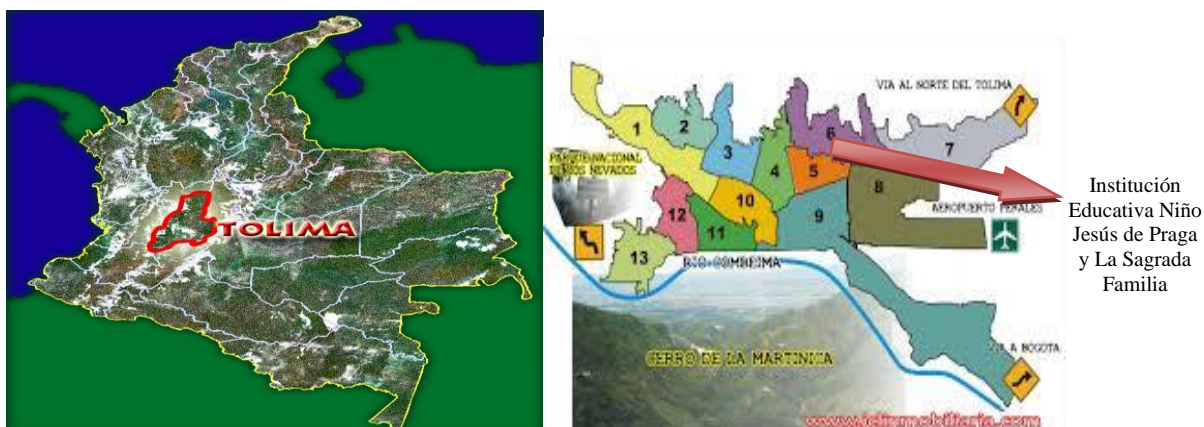 TOLIMA
VIA AL NORTE DEL TOLIMA
1
2
3
4
5
6
7
8
9
10
11
12
13
PARQUE NACIONAL
DE LOS NEVADOS
AEROPUERTO PERALES
RIO COMBEIMA
CERRO DE LA MARTINICA
VIA A BOGOTA
Institución
Educativa Niño
Jesús de Praga
y La Sagrada
Familia